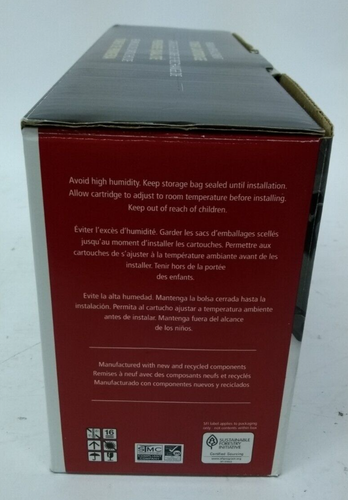 Avoid high humidity. Keep storage bag sealed until installation.
Allow cartridge to adjust to room temperature before installing.
Keep out of reach of children.
Éviter l'excés d'humidité. Garder les sacs d'emballages scellés
jusqu'au moment d'installer les cartouches. Permettre aux
cartouches de s'ajuster à la température ambiante avant de les
installer. Tenir hors de la portée
des enfants.
Evite la alta humedad. Mantenga la bolsa cerrada hasta la
instalación. Permita al cartucho ajustar a temperatura ambiente
antes de instalar. Mantenga fuera del alcance
de los niños.
Manufactured with new and recycled components
Remises à neuf avec des composants neufs et recyclés
Manufacturado con componentes nuevos y reciclados
STMC
SUSTAINABLE
FORESTRY
INITIATIVE
Certified Sourcing